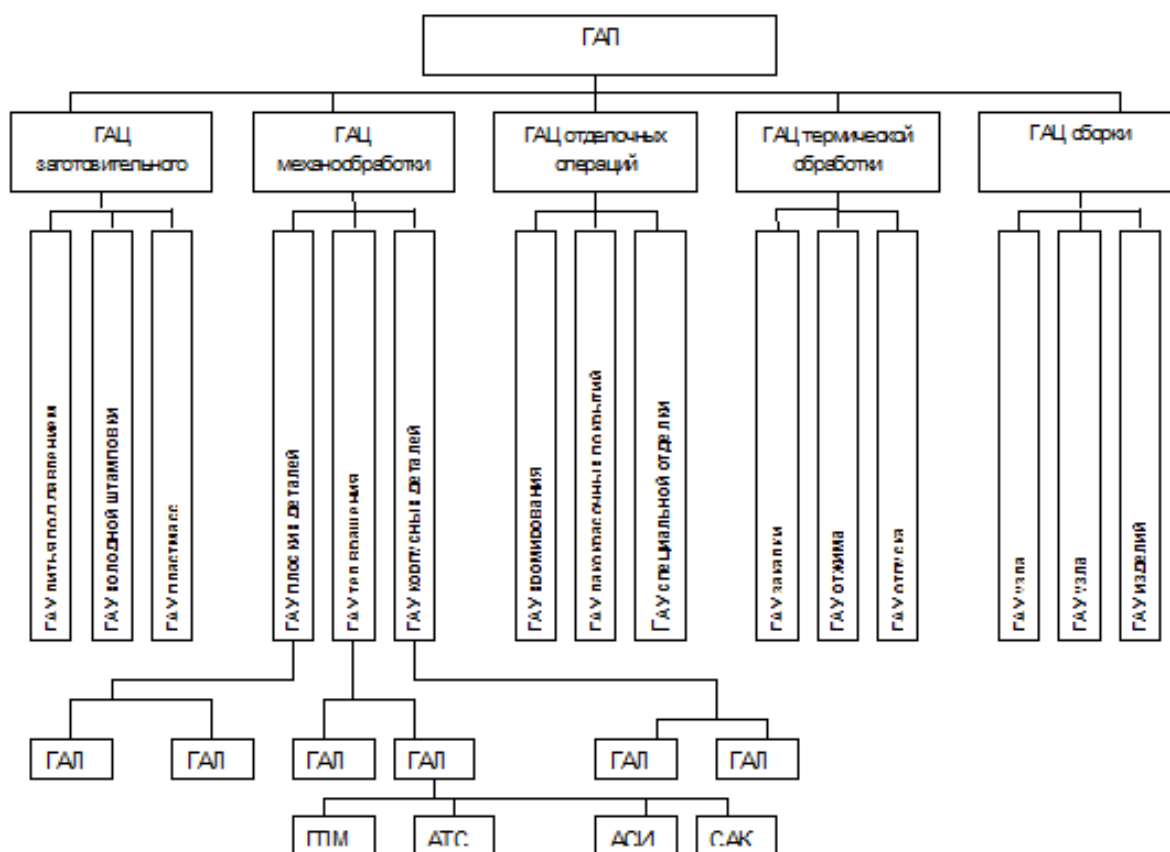 ГАП
ГАЦ
заготовительного
ГАЦ
механообработки
ГАЦ отделочных
операций
ГАЦ термической
обработки
ГАЦ сборки
ГАУ литья под давлением
ГАУ холодной штамповки
ГАУ пластмасс
ГАУ плоских деталей
ГАУ тел вращения
ГАУ корпусных деталей
ГАУ хромирования
ГАУ лакокрасочных покрытий
ГАУ специальной отделки
ГАУ закалки
ГАУ отжима
ГАУ отпуска
ГАУ узла
ГАУ узла
ГАУ изделий
ГАЛ
ГАЛ
ГАЛ
ГАЛ
ГАЛ
ГАЛ
ГПМ
АТС
АСИ
САК